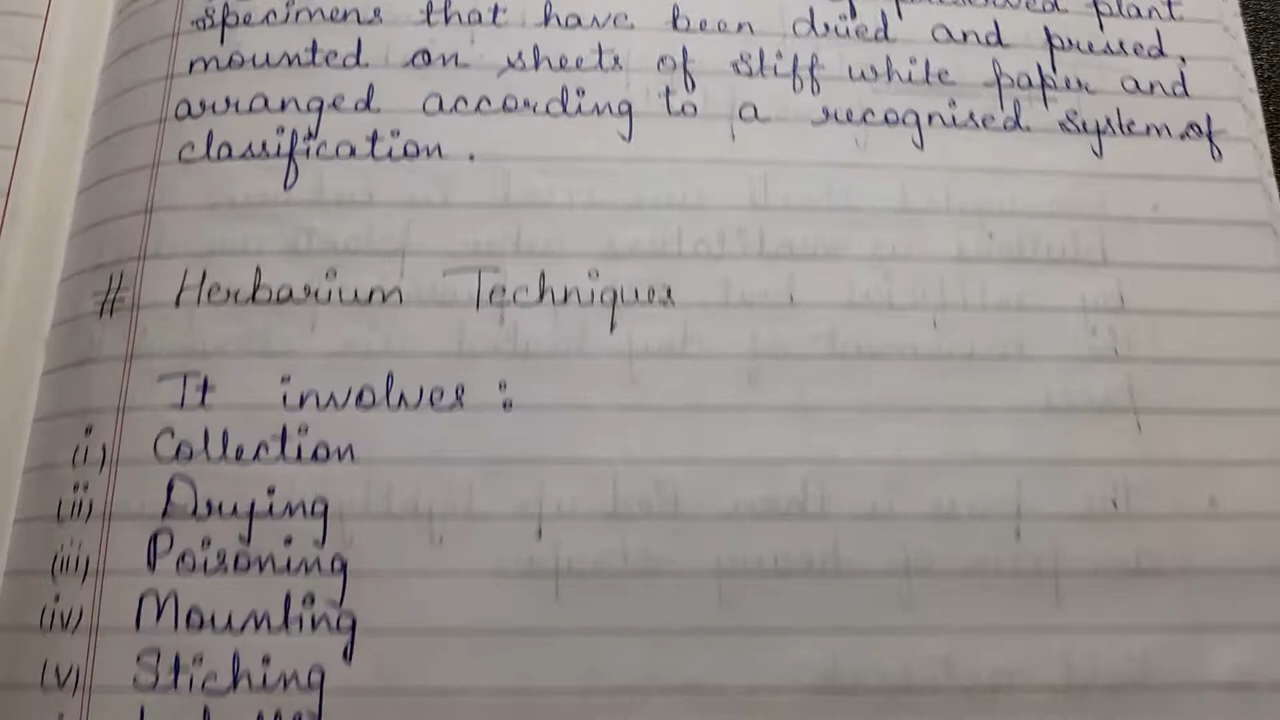 specimens that have been dried and pressed,
mounted on sheets of stiff white paper and
arranged according to a recognised system of
classification.
# Herbarium Techniques
It involves :
(i) Collection
(ii) Drying
(iii) Poisoning
(iv) Mounting
(v) Stiching